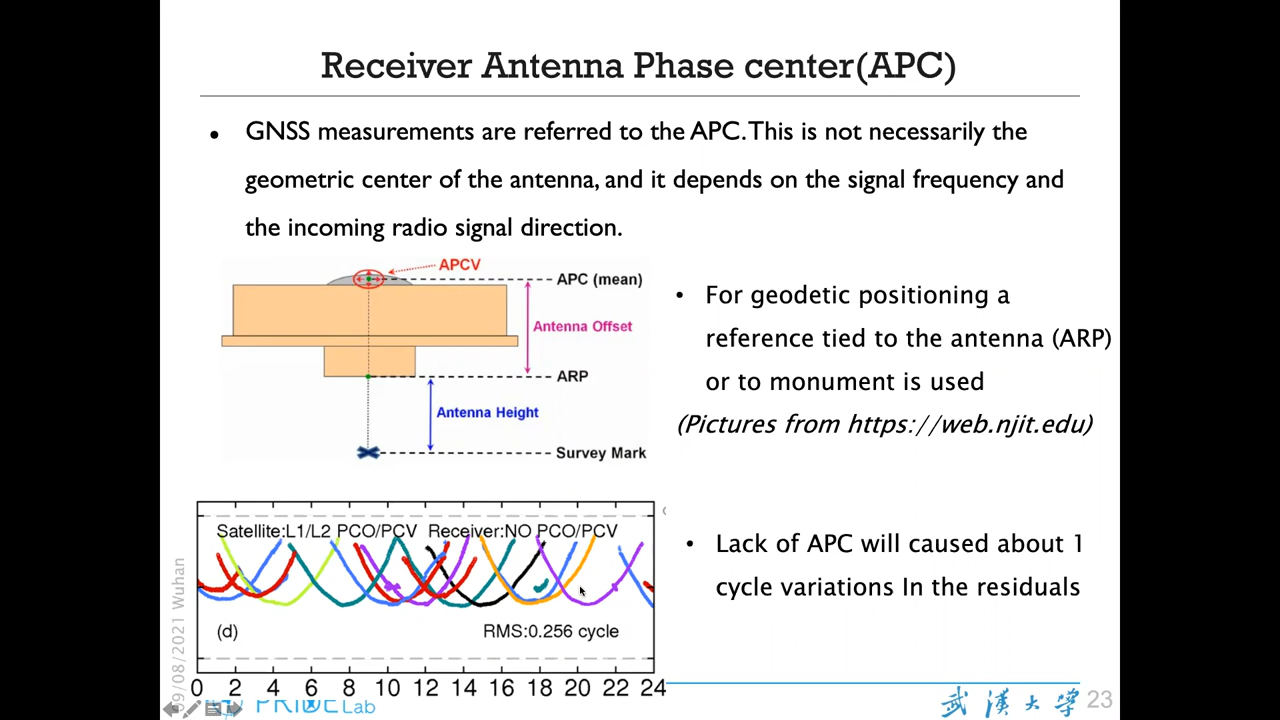 Receiver Antenna Phase center(APC)
• GNSS measurements are referred to the APC. This is not necessarily the
geometric center of the antenna, and it depends on the signal frequency and
the incoming radio signal direction.
APCV
APC (mean)
Antenna Offset
ARP
Antenna Height
Survey Mark
• For geodetic positioning a
reference tied to the antenna (ARP)
or to monument is used
(Pictures from https://web.njit.edu)
Satellite:L1/L2 PCO/PCV Receiver:NO PCO/PCV
(d)
RMS:0.256 cycle
0 2 4 6 8 10 12 14 16 18 20 22 24
• Lack of APC will caused about 1
cycle variations In the residuals
09/08/2021 Wuhan
PRIDE Lab
武汉大学
23